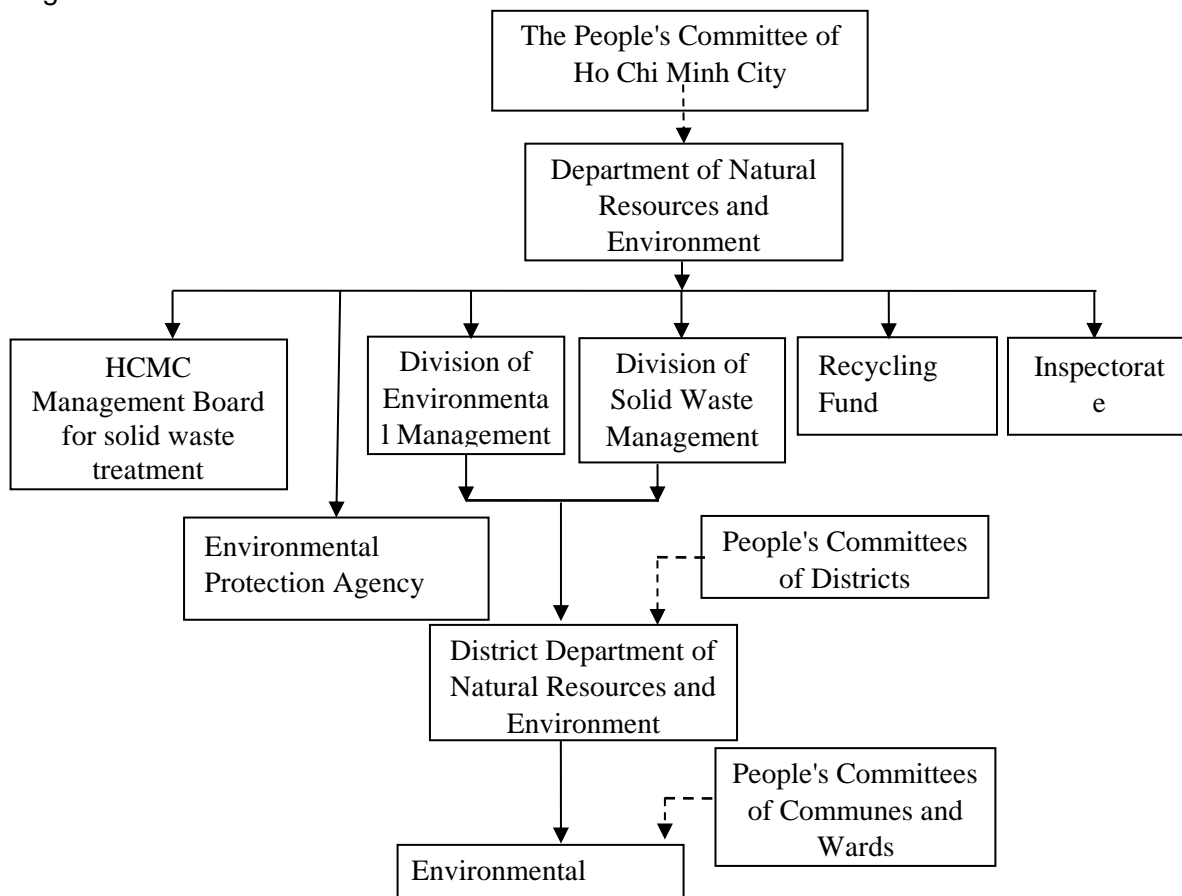 The People's Committee of
Ho Chi Minh City
Department of Natural
Resources and
Environment
HCMC
Management Board
for solid waste
treatment
Division of
Environmenta
l Management
Division of
Solid Waste
Management
Recycling
Fund
Inspectorat
e
Environmental
Protection Agency
People's Committees
of Districts
District Department of
Natural Resources and
Environment
People's Committees
of Communes and
Wards
Environmental